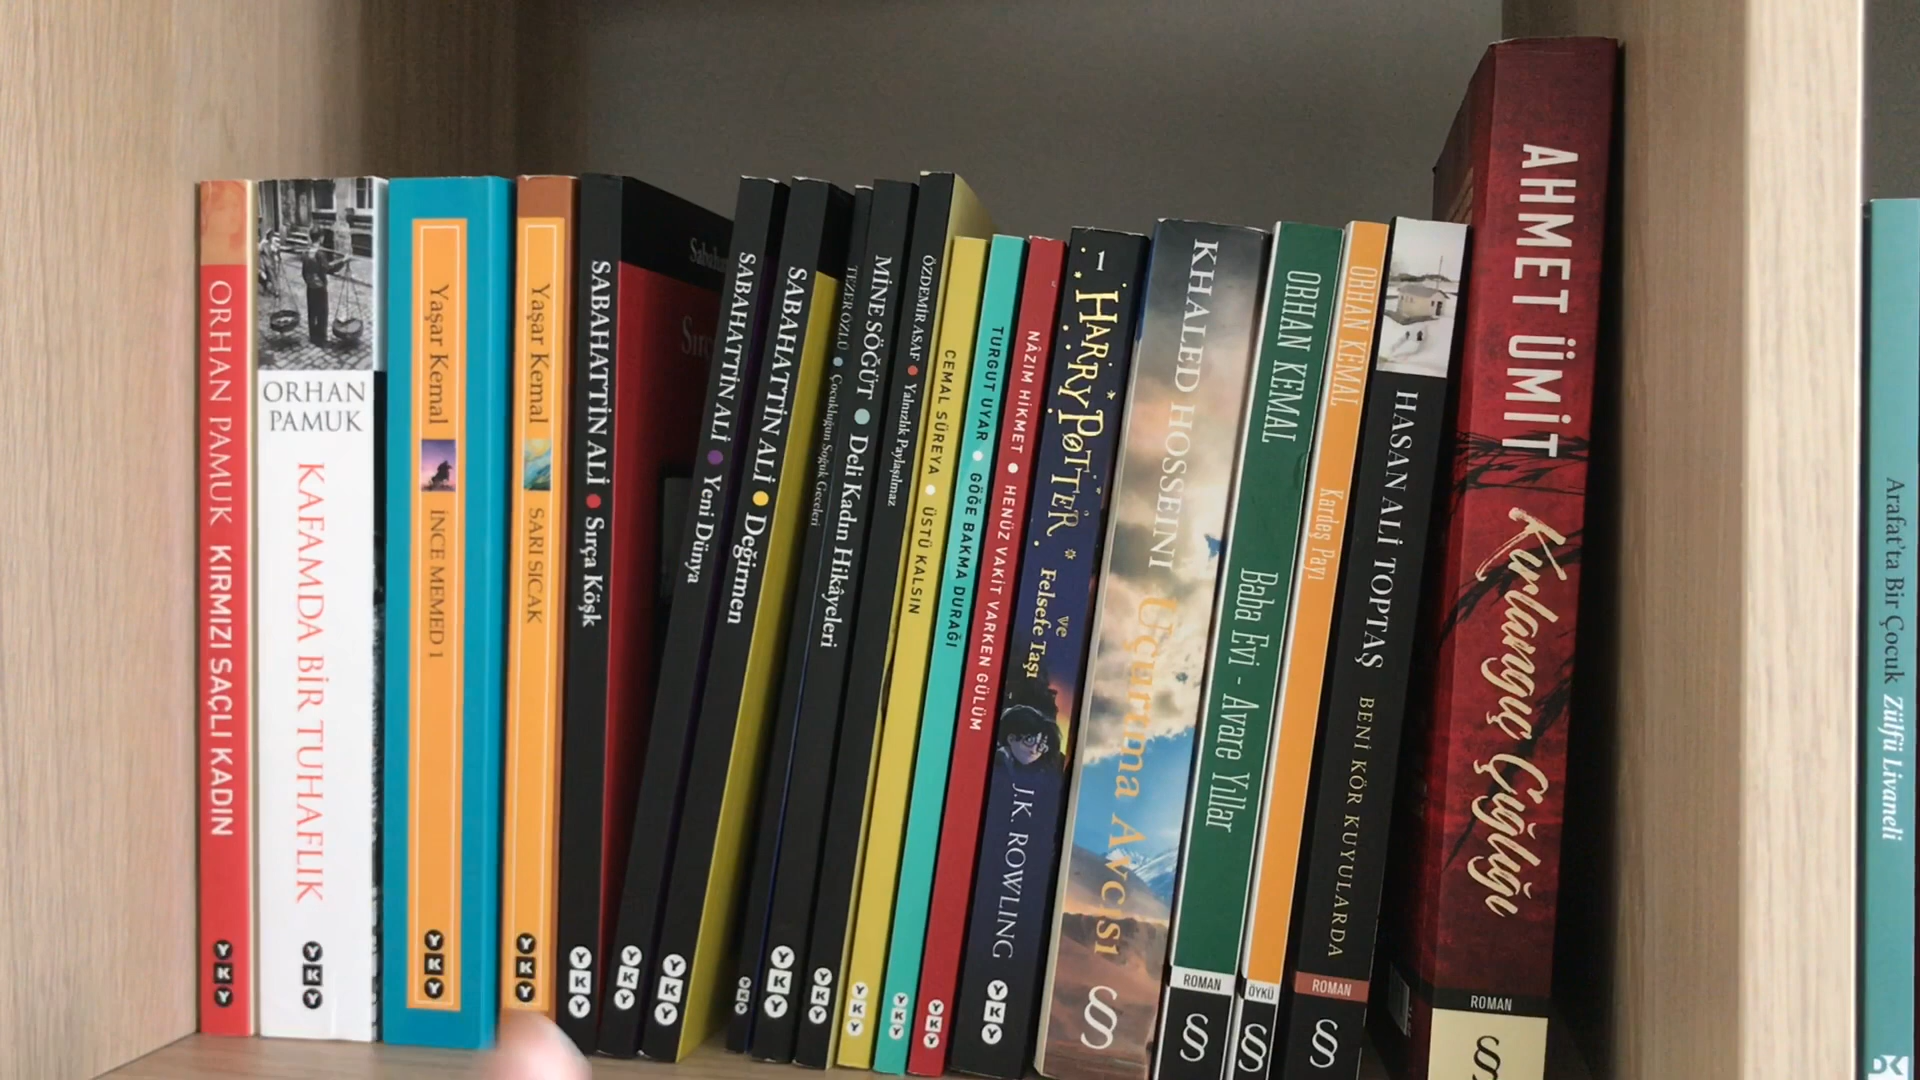 ORHAN PAMUK KIRMIZI SAÇLI KADIN
YKY
ORHAN
PAMUK
KAFAMDA BİR TUHAFLIK
YKY
Yaşar Kemal İNCE MEMED 1
YKY
Yaşar Kemal SARI SICAK
YKY
SABAHATTİN ALİ Sırça Köşk
YKY
SABAHATTİN ALİ Yeni Dünya
YKY
SABAHATTİN ALİ Değirmen
YKY
TEZER ÖZLÜ Çocukluğun Soğuk Geceleri
YKY
MİNE SÖĞÜT Deli Kadın Hikâyeleri
YKY
ÖZDEMİR ASAF Yalnızlık Paylaşılmaz
YKY
CEMAL SÜREYA ÜSTÜ KALSIN
YKY
TURGUT UYAR GÖĞE BAKMA DURAĞI
YKY
NÂZIM HİKMET HENÜZ VAKİT VARKEN GÜLÜM
YKY
1 HARRY POTTER ve Felsefe Taşı J.K. ROWLING
YKY
KHALED HOSSEINI Uçurtma Avcısı
ORHAN KEMAL Baba Evi - Avare Yıllar
ROMAN
ORHAN KEMAL Kardeş Payı
ÖYKÜ
HASAN ALİ TOPTAŞ BENİ KÖR KUYULARDA
ROMAN
AHMET ÜMİT Kırlangıç Çığlığı
ROMAN
Arafat'ta Bir Çocuk Zülfü Livaneli
DK